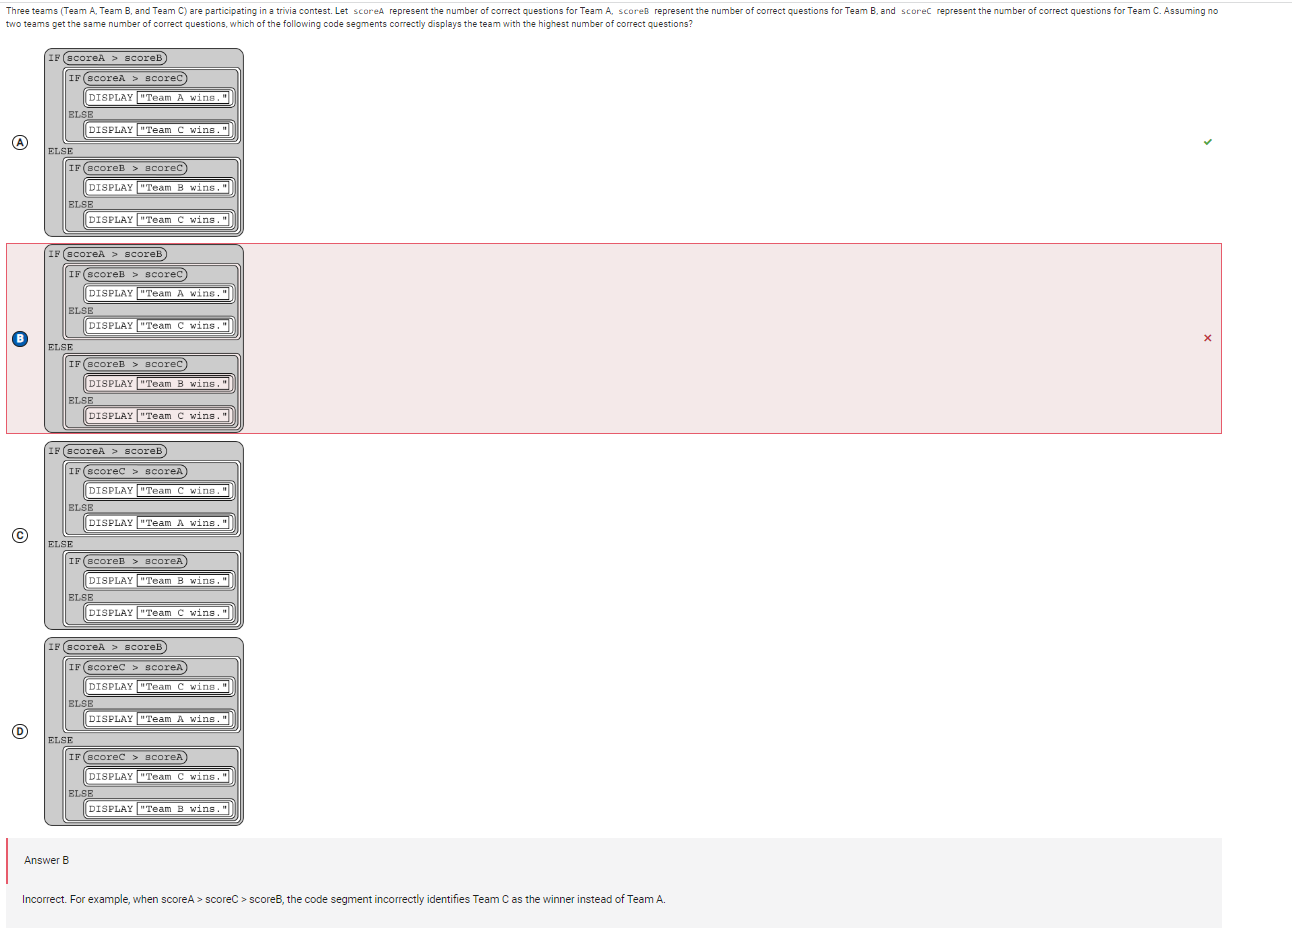 Three teams (Team A, Team B, and Team C) are participating in a trivia contest. Let scoreA represent the number of correct questions for Team A, scoreB represent the number of correct questions for Team B, and scoreC represent the number of correct questions for Team C. Assuming no
two teams get the same number of correct questions, which of the following code segments correctly displays the team with the highest number of correct questions?
A
IF scoreA > scoreB
IF scoreA > scoreC
DISPLAY "Team A wins."
ELSE
DISPLAY "Team C wins."
ELSE
IF scoreB > scoreC
DISPLAY "Team B wins."
ELSE
DISPLAY "Team C wins."
B
IF scoreA > scoreB
IF scoreB > scoreC
DISPLAY "Team A wins."
ELSE
DISPLAY "Team C wins."
ELSE
IF scoreB > scoreC
DISPLAY "Team B wins."
ELSE
DISPLAY "Team C wins."
C
IF scoreA > scoreB
IF scoreC > scoreA
DISPLAY "Team C wins."
ELSE
DISPLAY "Team A wins."
ELSE
IF scoreB > scoreA
DISPLAY "Team B wins."
ELSE
DISPLAY "Team C wins."
D
IF scoreA > scoreB
IF scoreC > scoreA
DISPLAY "Team C wins."
ELSE
DISPLAY "Team A wins."
ELSE
IF scoreC > scoreA
DISPLAY "Team C wins."
ELSE
DISPLAY "Team B wins."
Answer B
Incorrect. For example, when scoreA > scoreC > scoreB, the code segment incorrectly identifies Team C as the winner instead of Team A.